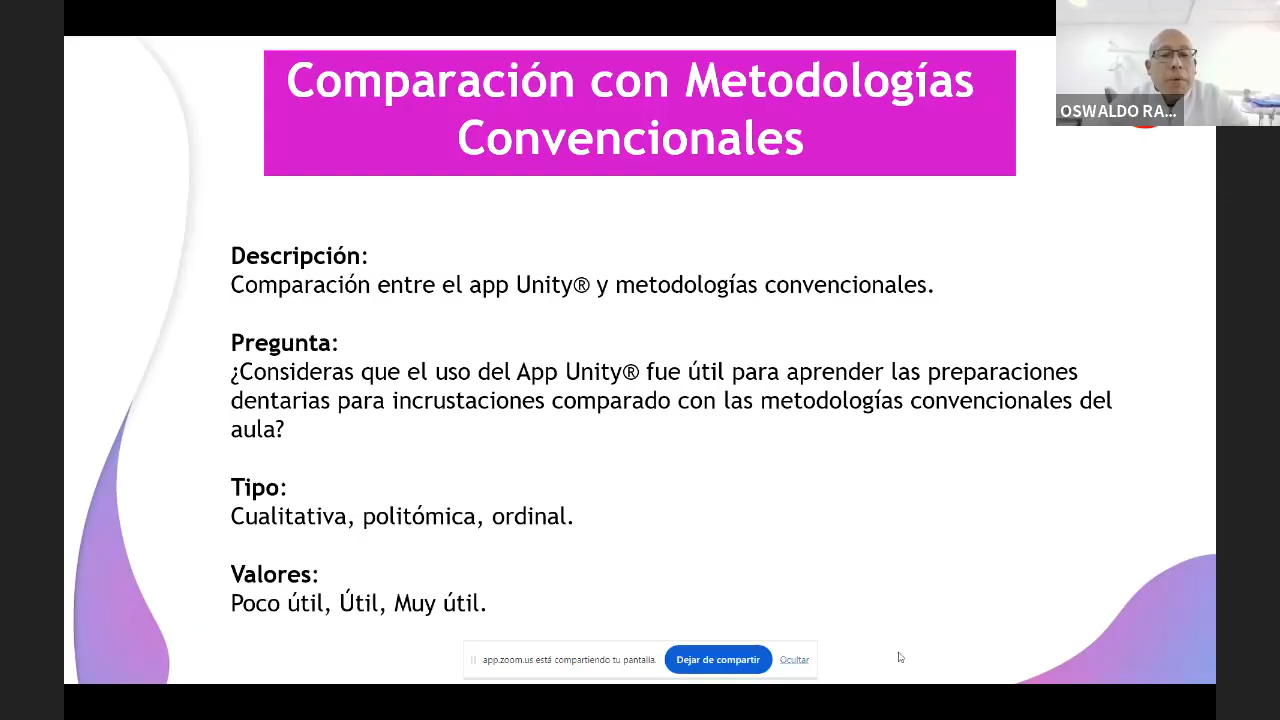 Comparación con Metodologías
Convencionales
OSWALDO RA...
Descripción:
Comparación entre el app Unity® y metodologías convencionales.
Pregunta:
¿Consideras que el uso del App Unity® fue útil para aprender las preparaciones
dentarias para incrustaciones comparado con las metodologías convencionales del
aula?
Tipo:
Cualitativa, politómica, ordinal.
Valores:
Poco útil, Útil, Muy útil.
app.zoom.us está compartiendo tu pantalla.
Dejar de compartir
Ocultar